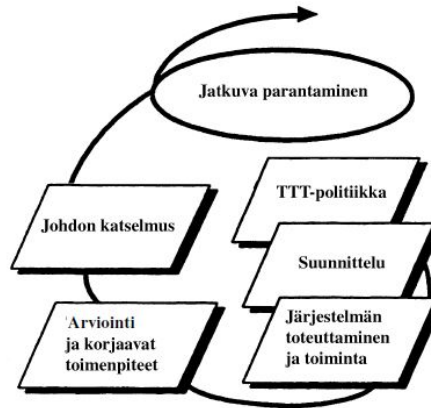 Jatkuva parantaminen
TTT-politiikka
Johdon katselmus
Suunnittelu
Arviointi
ja korjaavat
toimenpiteet
Järjestelmän
toteuttaminen
ja toiminta